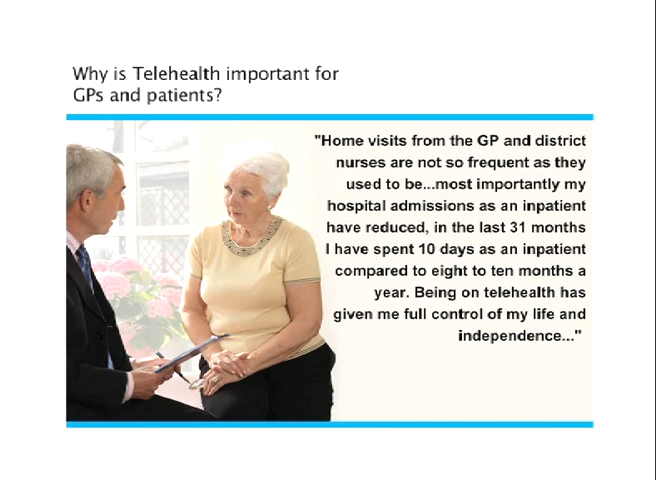 Why is Telehealth important for
GPs and patients?
"Home visits from the GP and district
nurses are not so frequent as they
used to be...most importantly my
hospital admissions as an inpatient
have reduced, in the last 31 months
I have spent 10 days as an inpatient
compared to eight to ten months a
year. Being on telehealth has
given me full control of my life and
independence..."